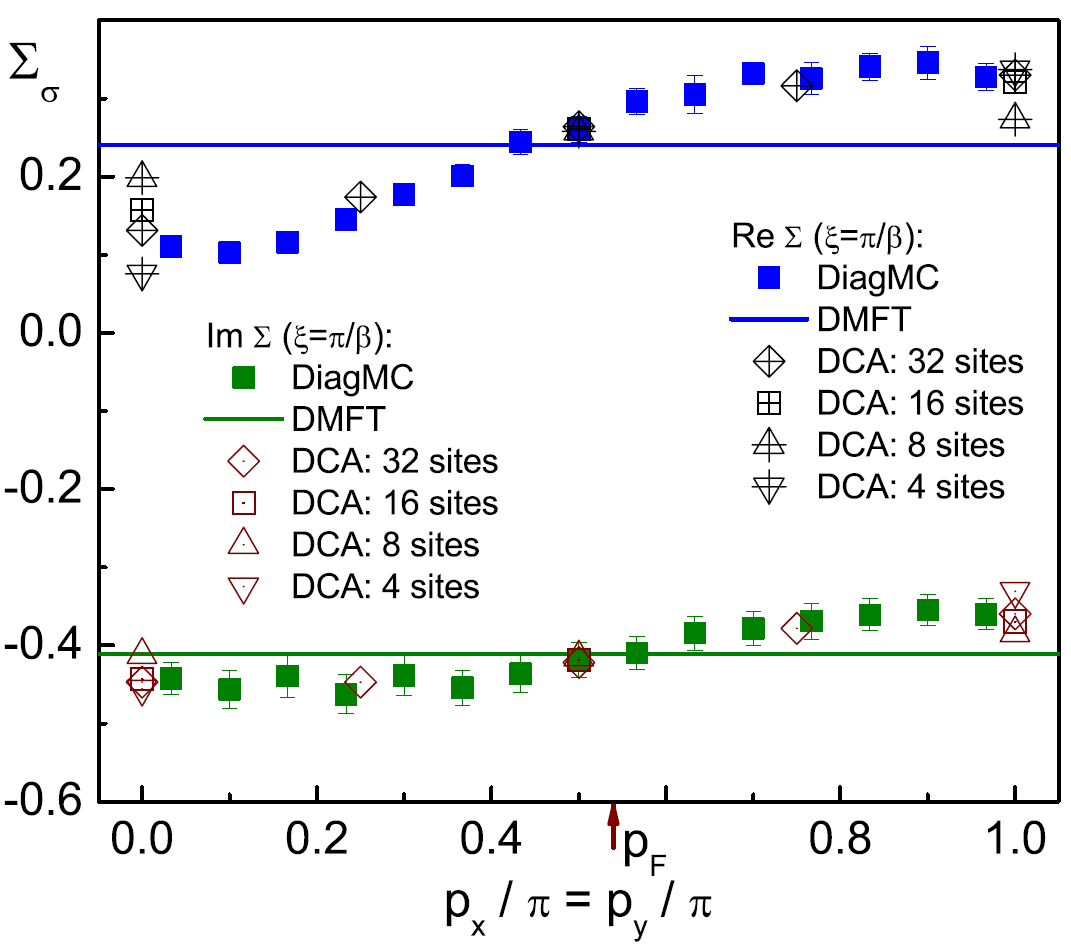 Σσ
0.2
0.0
-0.2
-0.4
-0.6
Re Σ (ξ=π/β):
DiagMC
DMFT
DCA: 32 sites
DCA: 16 sites
DCA: 8 sites
DCA: 4 sites
Im Σ (ξ=π/β):
DiagMC
DMFT
DCA: 32 sites
DCA: 16 sites
DCA: 8 sites
DCA: 4 sites
0.0 0.2 0.4 pF 0.8 1.0
px / π = py / π